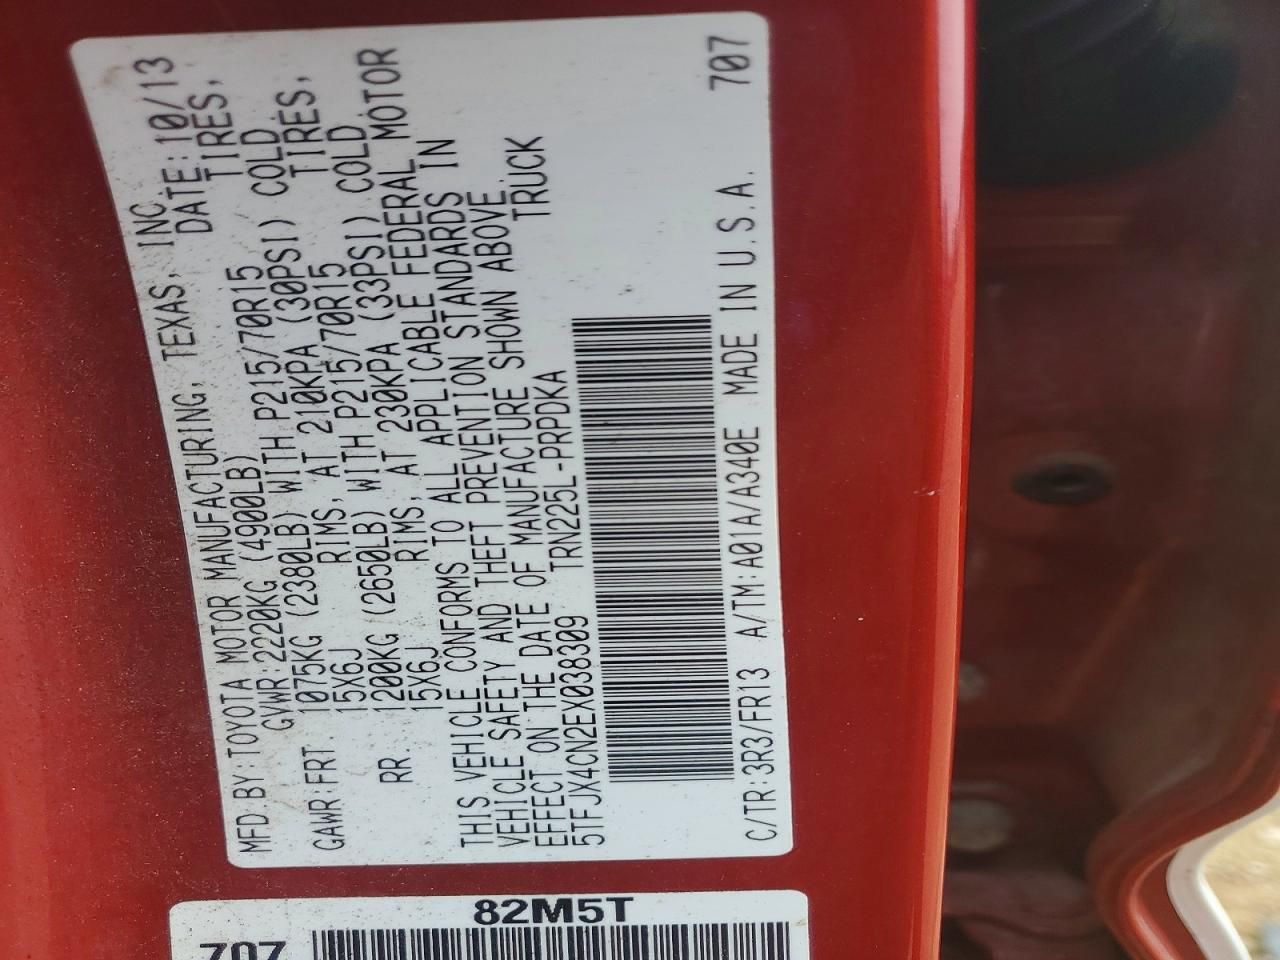 MFD BY:TOYOTA MOTOR MANUFACTURING, TEXAS, INC. DATE:10/13
GVWR:2220KG (4900LB)
GAWR:FRT. 1075KG (2380LB) WITH P215/70R15 TIRES,
15X6J RIMS, AT 210KPA (30PSI) COLD
RR. 1200KG (2650LB) WITH P215/70R15 TIRES,
15X6J RIMS, AT 230KPA (33PSI) COLD
THIS VEHICLE CONFORMS TO ALL APPLICABLE FEDERAL MOTOR
VEHICLE SAFETY AND THEFT PREVENTION STANDARDS IN
EFFECT ON THE DATE OF MANUFACTURE SHOWN ABOVE.
5TFJX4CN2EX038309 TRN225L-PRPDKA TRUCK
C/TR:3R3/FR13 A/TM:A01A/A340E MADE IN U.S.A. 707
82M5T
707